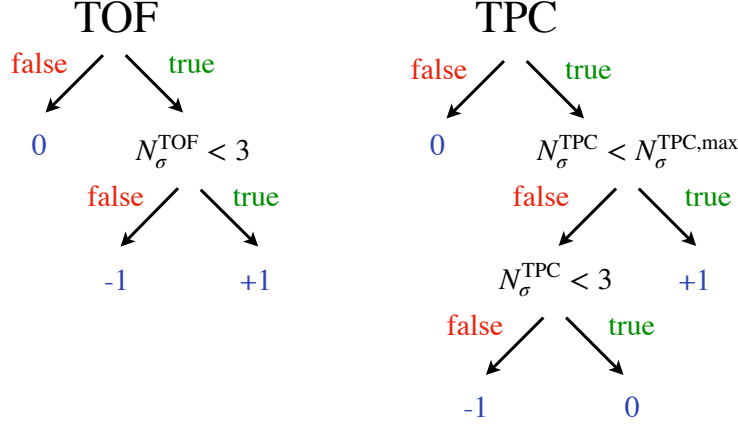 TOF
false true
0 N_σ^TOF < 3
false true
-1 +1
TPC
false true
0 N_σ^TPC < N_σ^TPC,max
false true
N_σ^TPC < 3 +1
false true
-1 0